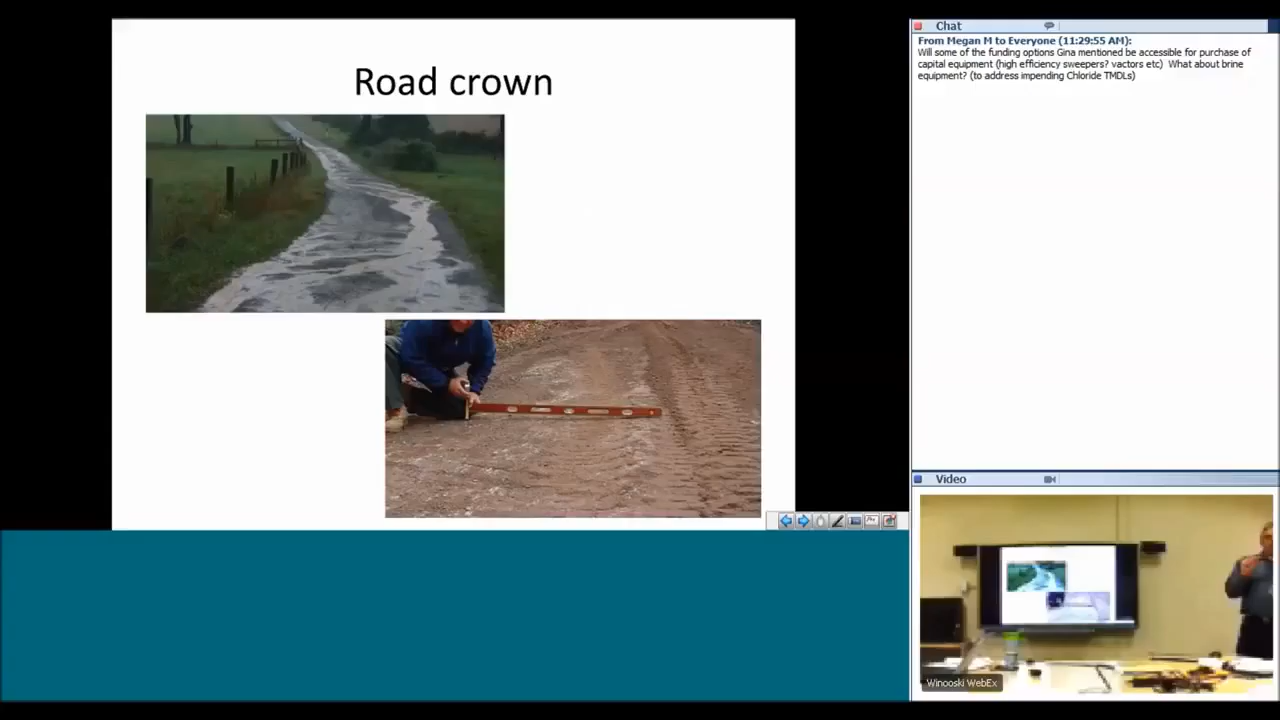 Road crown
Chat
From Megan M to Everyone (11:29:55 AM):
Will some of the funding options Gina mentioned be accessible for purchase of
capital equipment (high efficiency sweepers? vactors etc) What about brine
equipment? (to address impending Chloride TMDLs)
Video
Winooski WebEx